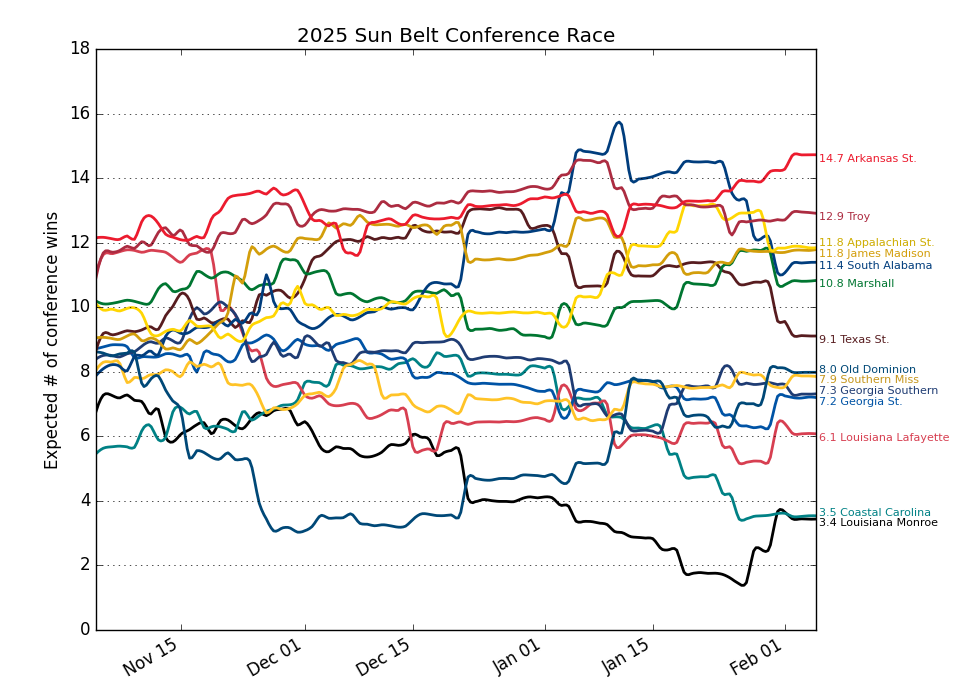 2025 Sun Belt Conference Race
Expected # of conference wins
18
16
14
12
10
8
6
4
2
0
14.7 Arkansas St.
12.9 Troy
11.8 Appalachian St.
11.8 James Madison
11.4 South Alabama
10.8 Marshall
9.1 Texas St.
8.0 Old Dominion
7.9 Southern Miss
7.3 Georgia Southern
7.2 Georgia St.
6.1 Louisiana Lafayette
3.5 Coastal Carolina
3.4 Louisiana Monroe
Nov 15
Dec 01
Dec 15
Jan 01
Jan 15
Feb 01